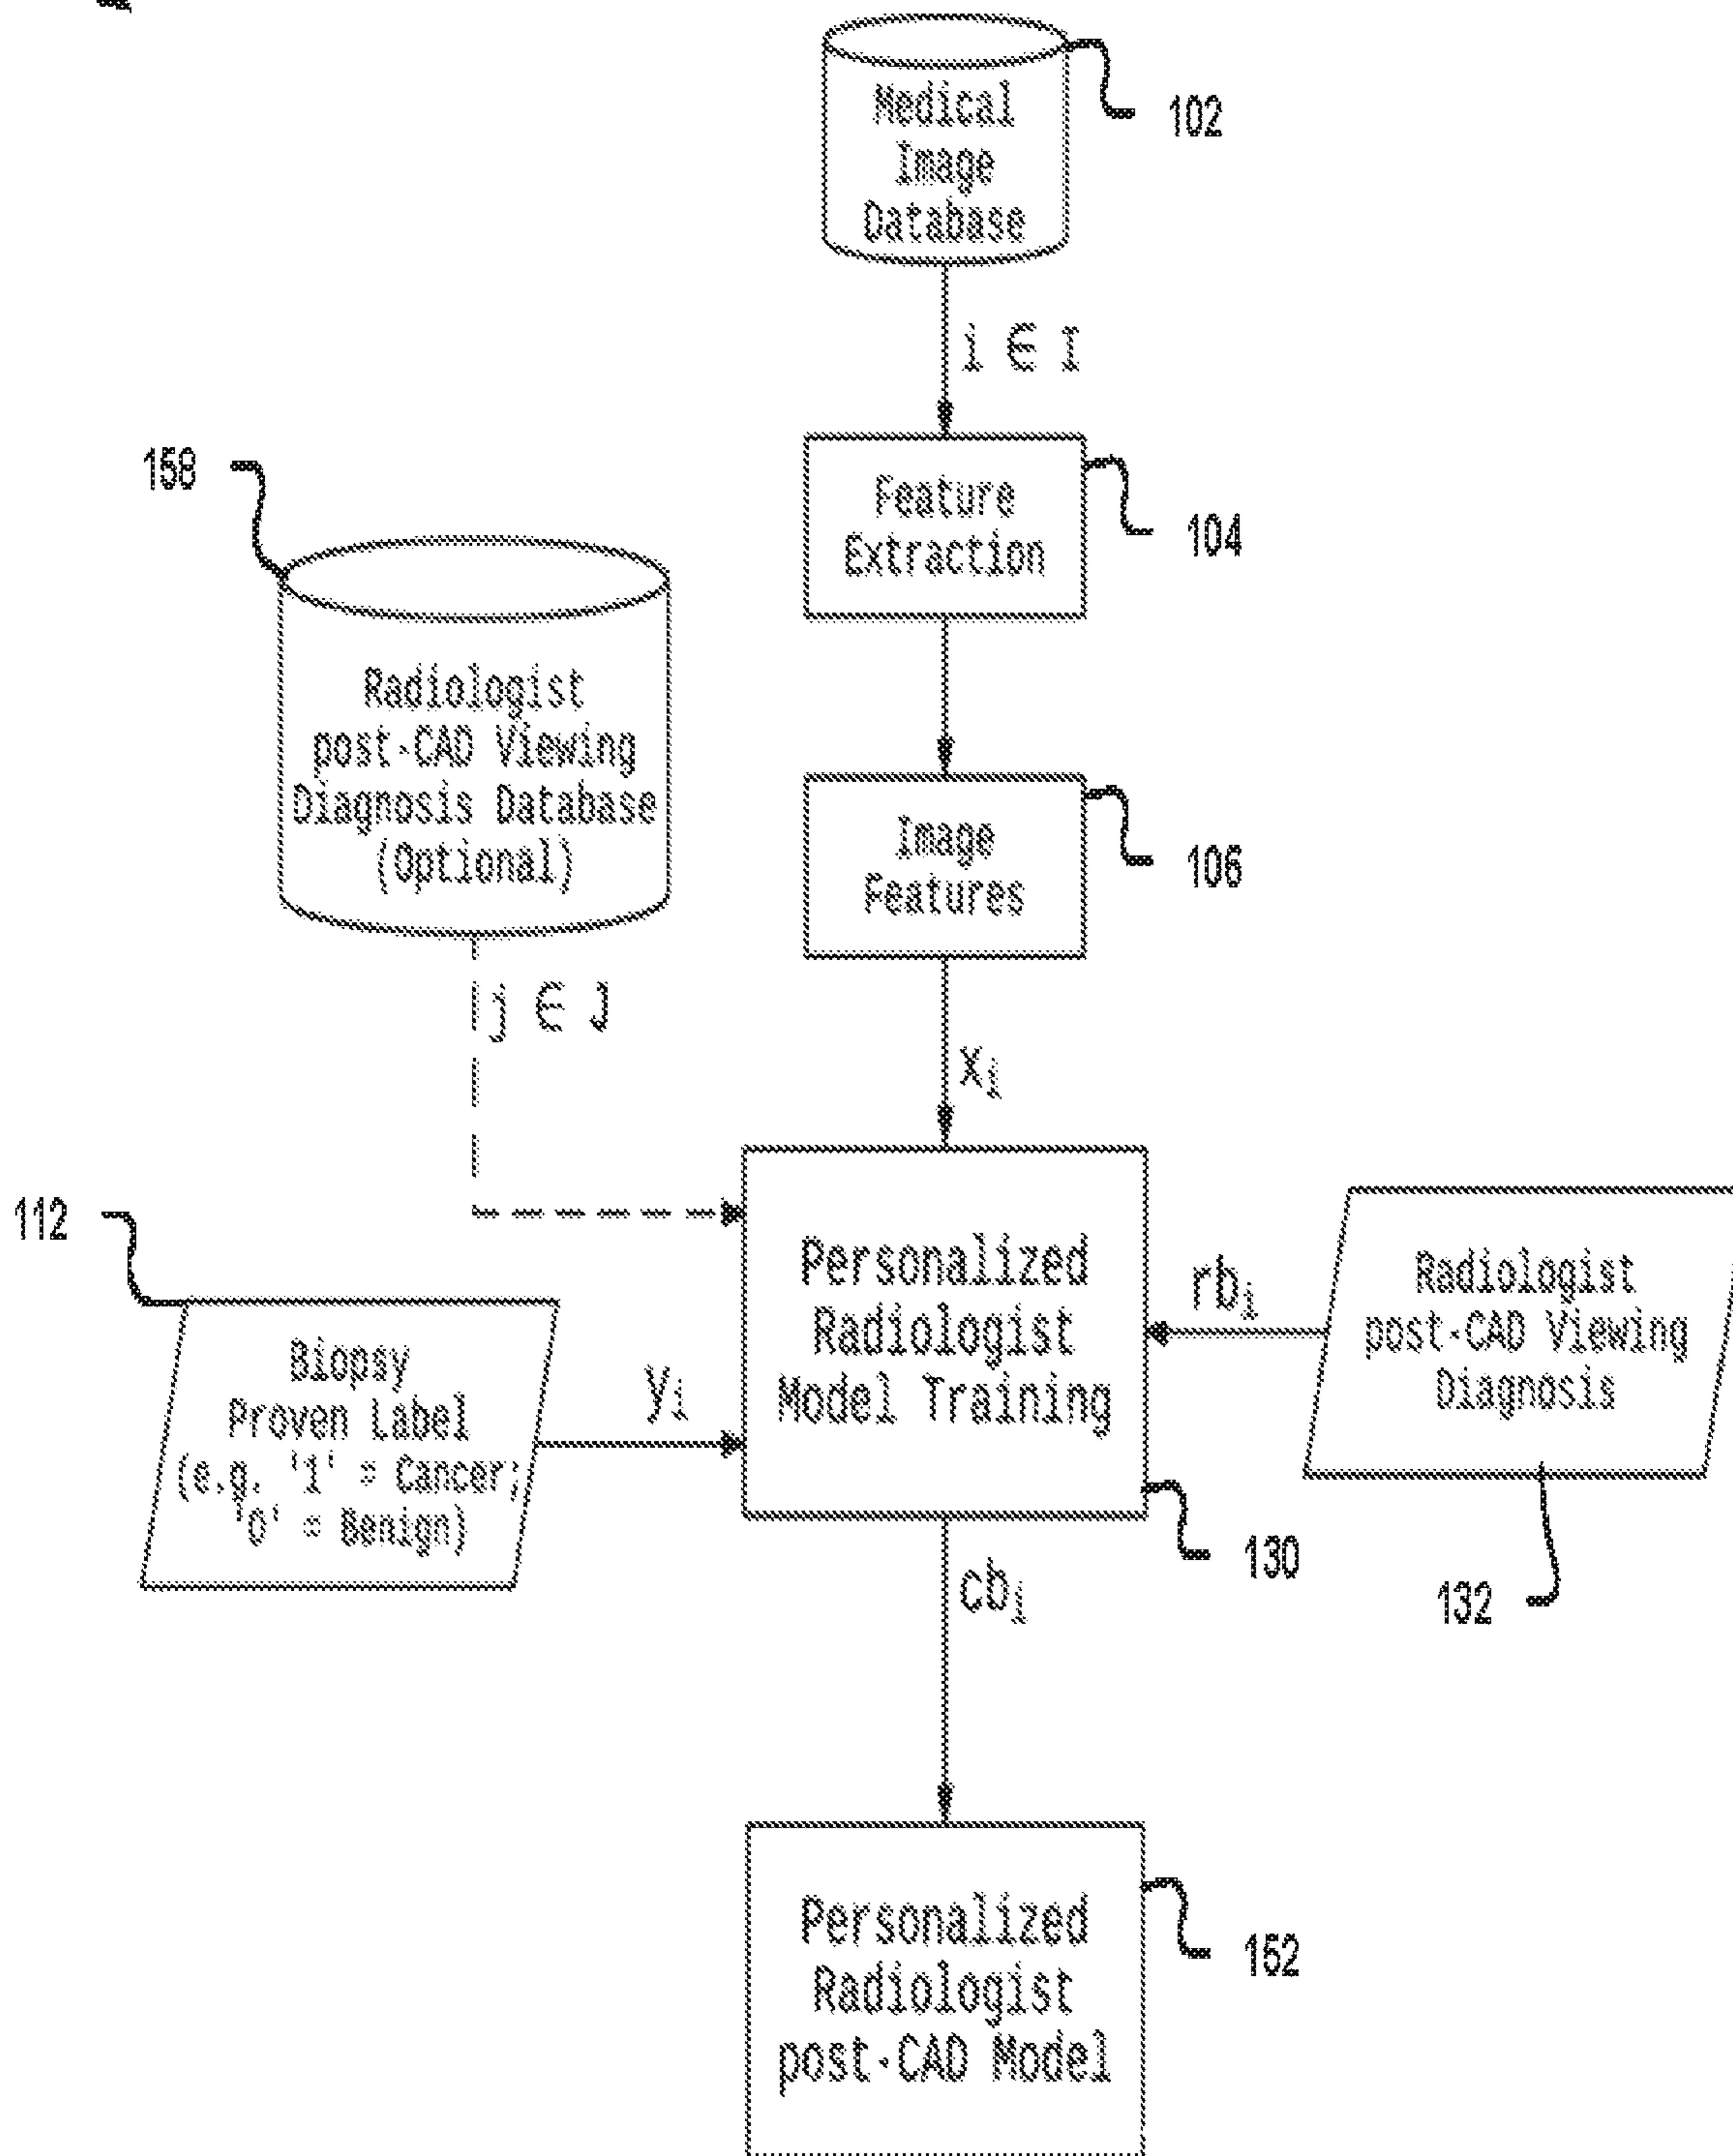 Medical
Image
Database
102
i ∈ I
Feature
Extraction
104
158
Radiologist
post-CAD Viewing
Diagnosis Database
(Optional)
Image
Features
106
j ∈ J
xᵢ
112
Biopsy
Proven Label
(e.g. '1' = Cancer;
'0' = Benign)
yᵢ
Personalized
Radiologist
Model Training
130
rbᵢ
Radiologist
post-CAD Viewing
Diagnosis
132
cbᵢ
Personalized
Radiologist
post-CAD Model
152